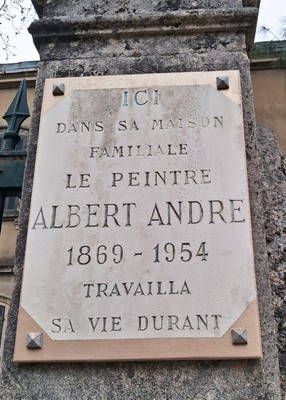 ICI
DANS SA MAISON
FAMILIALE
LE PEINTRE
ALBERT ANDRE
1869 - 1954
TRAVAILLA
SA VIE DURANT